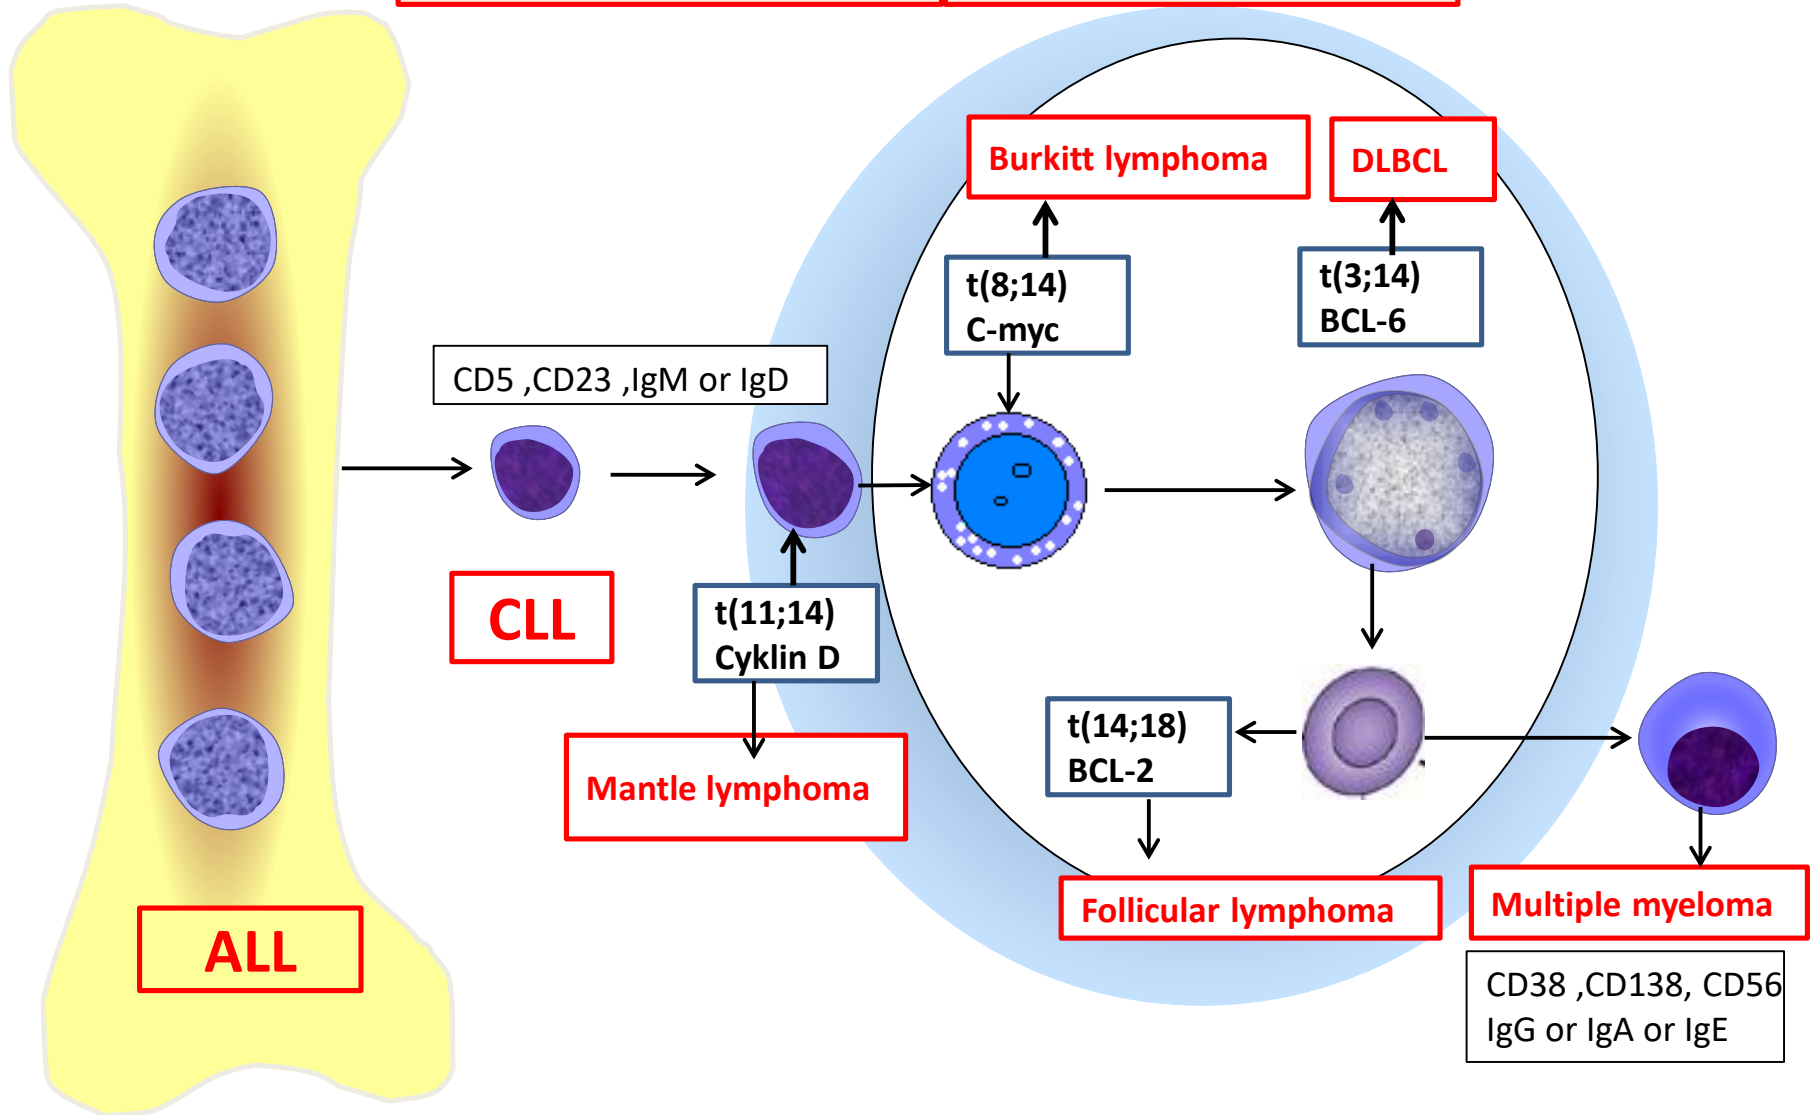 Burkitt lymphoma
DLBCL
t(8;14)
C-myc
t(3;14)
BCL-6
CD5 ,CD23 ,IgM or IgD
CLL
t(11;14)
Cyklin D
Mantle lymphoma
t(14;18)
BCL-2
Follicular lymphoma
Multiple myeloma
ALL
CD38 ,CD138, CD56
IgG or IgA or IgE